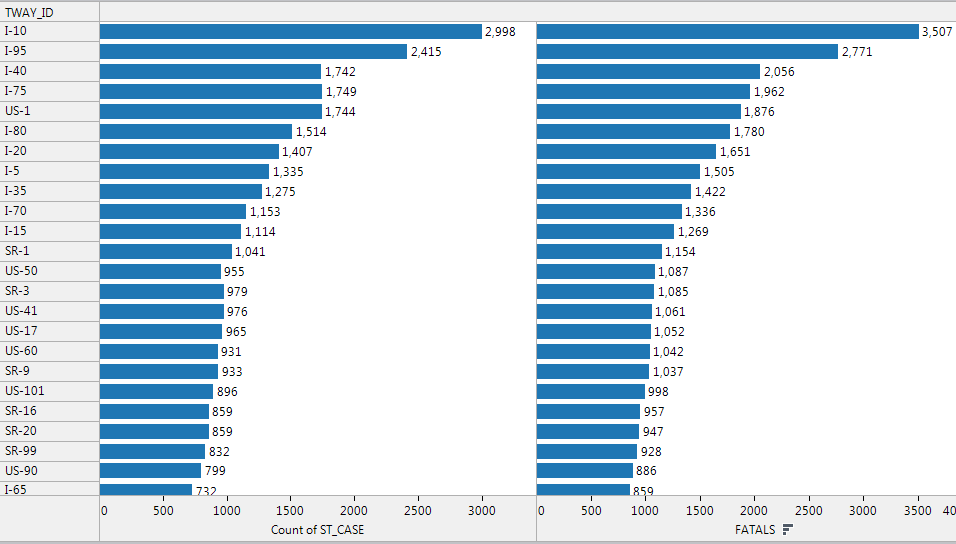 TWAY_ID
I-10 2,998 3,507
I-95 2,415 2,771
I-40 1,742 2,056
I-75 1,749 1,962
US-1 1,744 1,876
I-80 1,514 1,780
I-20 1,407 1,651
I-5 1,335 1,505
I-35 1,275 1,422
I-70 1,153 1,336
I-15 1,114 1,269
SR-1 1,041 1,154
US-50 955 1,087
SR-3 979 1,085
US-41 976 1,061
US-17 965 1,052
US-60 931 1,042
SR-9 933 1,037
US-101 896 998
SR-16 859 957
SR-20 859 947
SR-99 832 928
US-90 799 886
I-65 732 859
0 500 1000 1500 2000 2500 3000 0 500 1000 1500 2000 2500 3000 3500 40
Count of ST_CASE FATALS